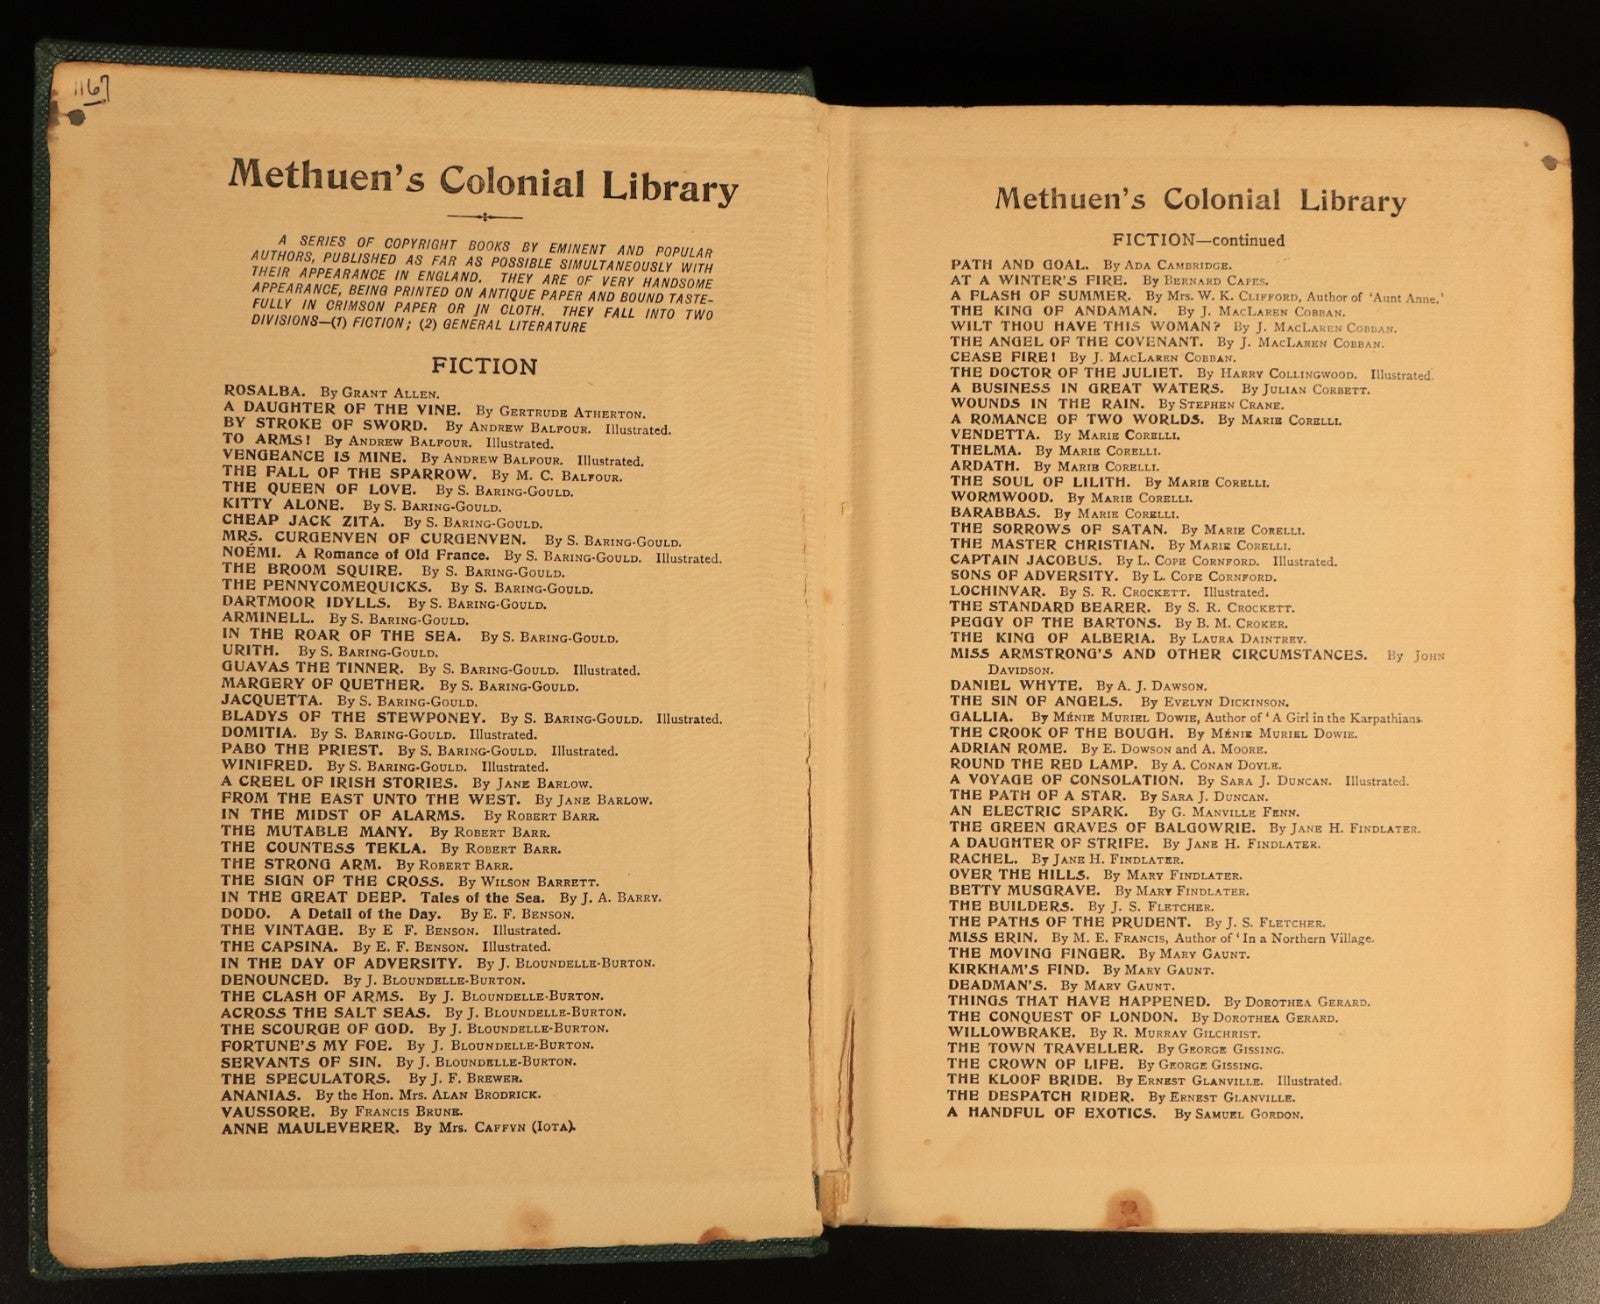 1167
Methuen's Colonial Library
A SERIES OF COPYRIGHT BOOKS BY EMINENT AND POPULAR
AUTHORS, PUBLISHED AS FAR AS POSSIBLE SIMULTANEOUSLY WITH
THEIR APPEARANCE IN ENGLAND. THEY ARE OF VERY HANDSOME
APPEARANCE, BEING PRINTED ON ANTIQUE PAPER AND BOUND TASTE-
FULLY IN CRIMSON PAPER OR IN CLOTH. THEY FALL INTO TWO
DIVISIONS—(1) FICTION; (2) GENERAL LITERATURE
FICTION
ROSALBA. By GRANT ALLEN.
A DAUGHTER OF THE VINE. By GERTRUDE ATHERTON.
BY STROKE OF SWORD. By ANDREW BALFOUR. Illustrated.
TO ARMS! By ANDREW BALFOUR. Illustrated.
VENGEANCE IS MINE. By ANDREW BALFOUR. Illustrated.
THE FALL OF THE SPARROW. By M. C. BALFOUR.
THE QUEEN OF LOVE. By S. BARING-GOULD.
KITTY ALONE. By S. BARING-GOULD.
CHEAP JACK ZITA. By S. BARING-GOULD.
MRS. CURGENVEN OF CURGENVEN. By S. BARING-GOULD.
NOÉMI. A Romance of Old France. By S. BARING-GOULD. Illustrated.
THE BROOM SQUIRE. By S. BARING-GOULD.
THE PENNYCOMEQUICKS. By S. BARING-GOULD.
DARTMOOR IDYLLS. By S. BARING-GOULD.
ARMINELL. By S. BARING-GOULD.
IN THE ROAR OF THE SEA. By S. BARING-GOULD.
URITH. By S. BARING-GOULD.
GUAVAS THE TINNER. By S. BARING-GOULD. Illustrated.
MARGERY OF QUETHER. By S. BARING-GOULD.
JACQUETTA. By S. BARING-GOULD.
BLADYS OF THE STEWPONEY. By S. BARING-GOULD. Illustrated.
DOMITIA. By S. BARING-GOULD. Illustrated.
PABO THE PRIEST. By S. BARING-GOULD. Illustrated.
WINIFRED. By S. BARING-GOULD. Illustrated.
A CREEL OF IRISH STORIES. By JANE BARLOW.
FROM THE EAST UNTO THE WEST. By JANE BARLOW.
IN THE MIDST OF ALARMS. By ROBERT BARR.
THE MUTABLE MANY. By ROBERT BARR.
THE COUNTESS TEKLA. By ROBERT BARR.
THE STRONG ARM. By ROBERT BARR.
THE SIGN OF THE CROSS. By WILSON BARRETT.
IN THE GREAT DEEP. Tales of the Sea. By J. A. BARRY.
DODO. A Detail of the Day. By E. F. BENSON.
THE VINTAGE. By E F. BENSON. Illustrated.
THE CAPSINA. By E. F. BENSON. Illustrated.
IN THE DAY OF ADVERSITY. By J. BLOUNDELLE-BURTON.
DENOUNCED. By J. BLOUNDELLE-BURTON.
THE CLASH OF ARMS. By J. BLOUNDELLE-BURTON.
ACROSS THE SALT SEAS. By J. BLOUNDELLE-BURTON.
THE SCOURGE OF GOD. By J. BLOUNDELLE-BURTON.
FORTUNE'S MY FOE. By J. BLOUNDELLE-BURTON.
SERVANTS OF SIN. By J. BLOUNDELLE-BURTON.
THE SPECULATORS. By J. F. BREWER.
ANANIAS. By the Hon. Mrs. ALAN BRODRICK.
VAUSSORE. By FRANCIS BRUNE.
ANNE MAULEVERER. By Mrs. CAFFYN (IOTA).
Methuen's Colonial Library
FICTION—continued
PATH AND GOAL. By ADA CAMBRIDGE.
AT A WINTER'S FIRE. By BERNARD CAPES.
A FLASH OF SUMMER. By Mrs. W. K. CLIFFORD, Author of 'Aunt Anne.'
THE KING OF ANDAMAN. By J. MACLAREN COBBAN.
WILT THOU HAVE THIS WOMAN? By J. MACLAREN COBBAN.
THE ANGEL OF THE COVENANT. By J. MACLAREN COBBAN.
CEASE FIRE! By J. MACLAREN COBBAN.
THE DOCTOR OF THE JULIET. By HARRY COLLINGWOOD. Illustrated.
A BUSINESS IN GREAT WATERS. By JULIAN CORBETT.
WOUNDS IN THE RAIN. By STEPHEN CRANE.
A ROMANCE OF TWO WORLDS. By MARIE CORELLI.
VENDETTA. By MARIE CORELLI.
THELMA. By MARIE CORELLI.
ARDATH. By MARIE CORELLI.
THE SOUL OF LILITH. By MARIE CORELLI.
WORMWOOD. By MARIE CORELLI.
BARABBAS. By MARIE CORELLI.
THE SORROWS OF SATAN. By MARIE CORELLI.
THE MASTER CHRISTIAN. By MARIE CORELLI.
CAPTAIN JACOBUS. By L. COPE CORNFORD. Illustrated.
SONS OF ADVERSITY. By L. COPE CORNFORD.
LOCHINVAR. By S. R. CROCKETT. Illustrated.
THE STANDARD BEARER. By S. R. CROCKETT.
PEGGY OF THE BARTONS. By B. M. CROKER.
THE KING OF ALBERIA. By LAURA DAINTREY.
MISS ARMSTRONG'S AND OTHER CIRCUMSTANCES. By JOHN
DAVIDSON.
DANIEL WHYTE. By A. J. DAWSON.
THE SIN OF ANGELS. By EVELYN DICKINSON.
GALLIA. By MÉNIE MURIEL DOWIE, Author of 'A Girl in the Karpathians.
THE CROOK OF THE BOUGH. By MÉNIE MURIEL DOWIE.
ADRIAN ROME. By E. DOWSON and A. MOORE.
ROUND THE RED LAMP. By A. CONAN DOYLE.
A VOYAGE OF CONSOLATION. By SARA J. DUNCAN. Illustrated.
THE PATH OF A STAR. By SARA J. DUNCAN.
AN ELECTRIC SPARK. By G. MANVILLE FENN.
THE GREEN GRAVES OF BALGOWRIE. By JANE H. FINDLATER.
A DAUGHTER OF STRIFE. By JANE H. FINDLATER.
RACHEL. By JANE H. FINDLATER.
OVER THE HILLS. By MARY FINDLATER.
BETTY MUSGRAVE. By MARY FINDLATER.
THE BUILDERS. By J. S. FLETCHER.
THE PATHS OF THE PRUDENT. By J. S. FLETCHER.
MISS ERIN. By M. E. FRANCIS, Author of 'In a Northern Village.
THE MOVING FINGER. By MARY GAUNT.
KIRKHAM'S FIND. By MARY GAUNT.
DEADMAN'S. By MARY GAUNT.
THINGS THAT HAVE HAPPENED. By DOROTHEA GERARD.
THE CONQUEST OF LONDON. By DOROTHEA GERARD.
WILLOWBRAKE. By R. MURRAY GILCHRIST.
THE TOWN TRAVELLER. By GEORGE GISSING.
THE CROWN OF LIFE. By GEORGE GISSING.
THE KLOOF BRIDE. By ERNEST GLANVILLE. Illustrated.
THE DESPATCH RIDER. By ERNEST GLANVILLE.
A HANDFUL OF EXOTICS. By SAMUEL GORDON.